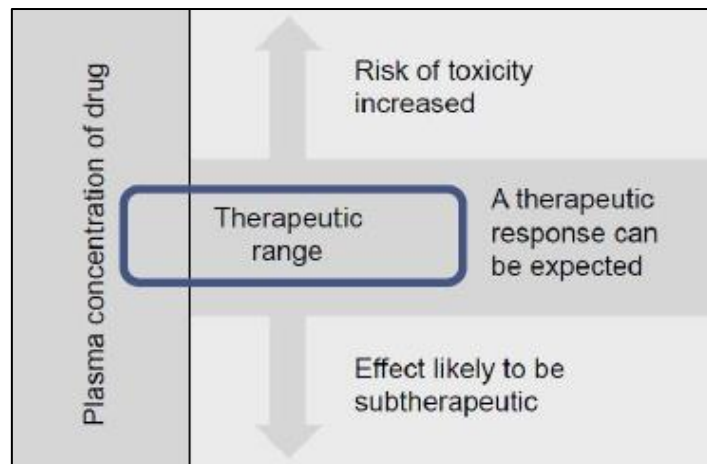 Plasma concentration of drug
Risk of toxicity
increased
Therapeutic
range
A therapeutic
response can
be expected
Effect likely to be
subtherapeutic